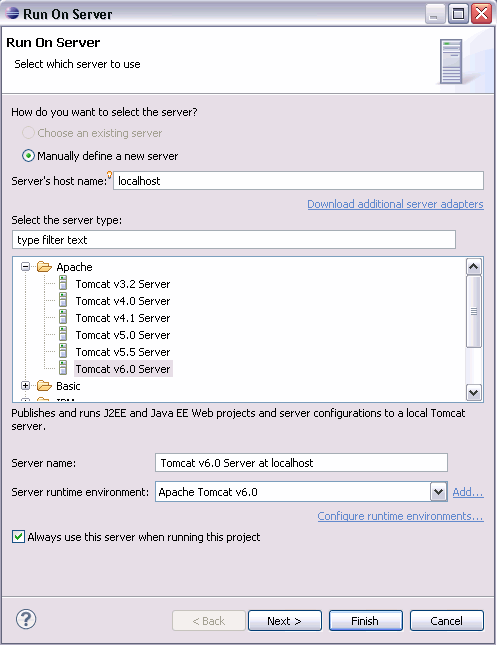 Run On Server
Run On Server
Select which server to use
How do you want to select the server?
Choose an existing server
Manually define a new server
Server's host name: localhost
Download additional server adapters
Select the server type:
type filter text
Apache
Tomcat v3.2 Server
Tomcat v4.0 Server
Tomcat v4.1 Server
Tomcat v5.0 Server
Tomcat v5.5 Server
Tomcat v6.0 Server
Basic
Publishes and runs J2EE and Java EE Web projects and server configurations to a local Tomcat
server.
Server name: Tomcat v6.0 Server at localhost
Server runtime environment: Apache Tomcat v6.0 Add...
Configure runtime environments...
Always use this server when running this project
? < Back Next > Finish Cancel